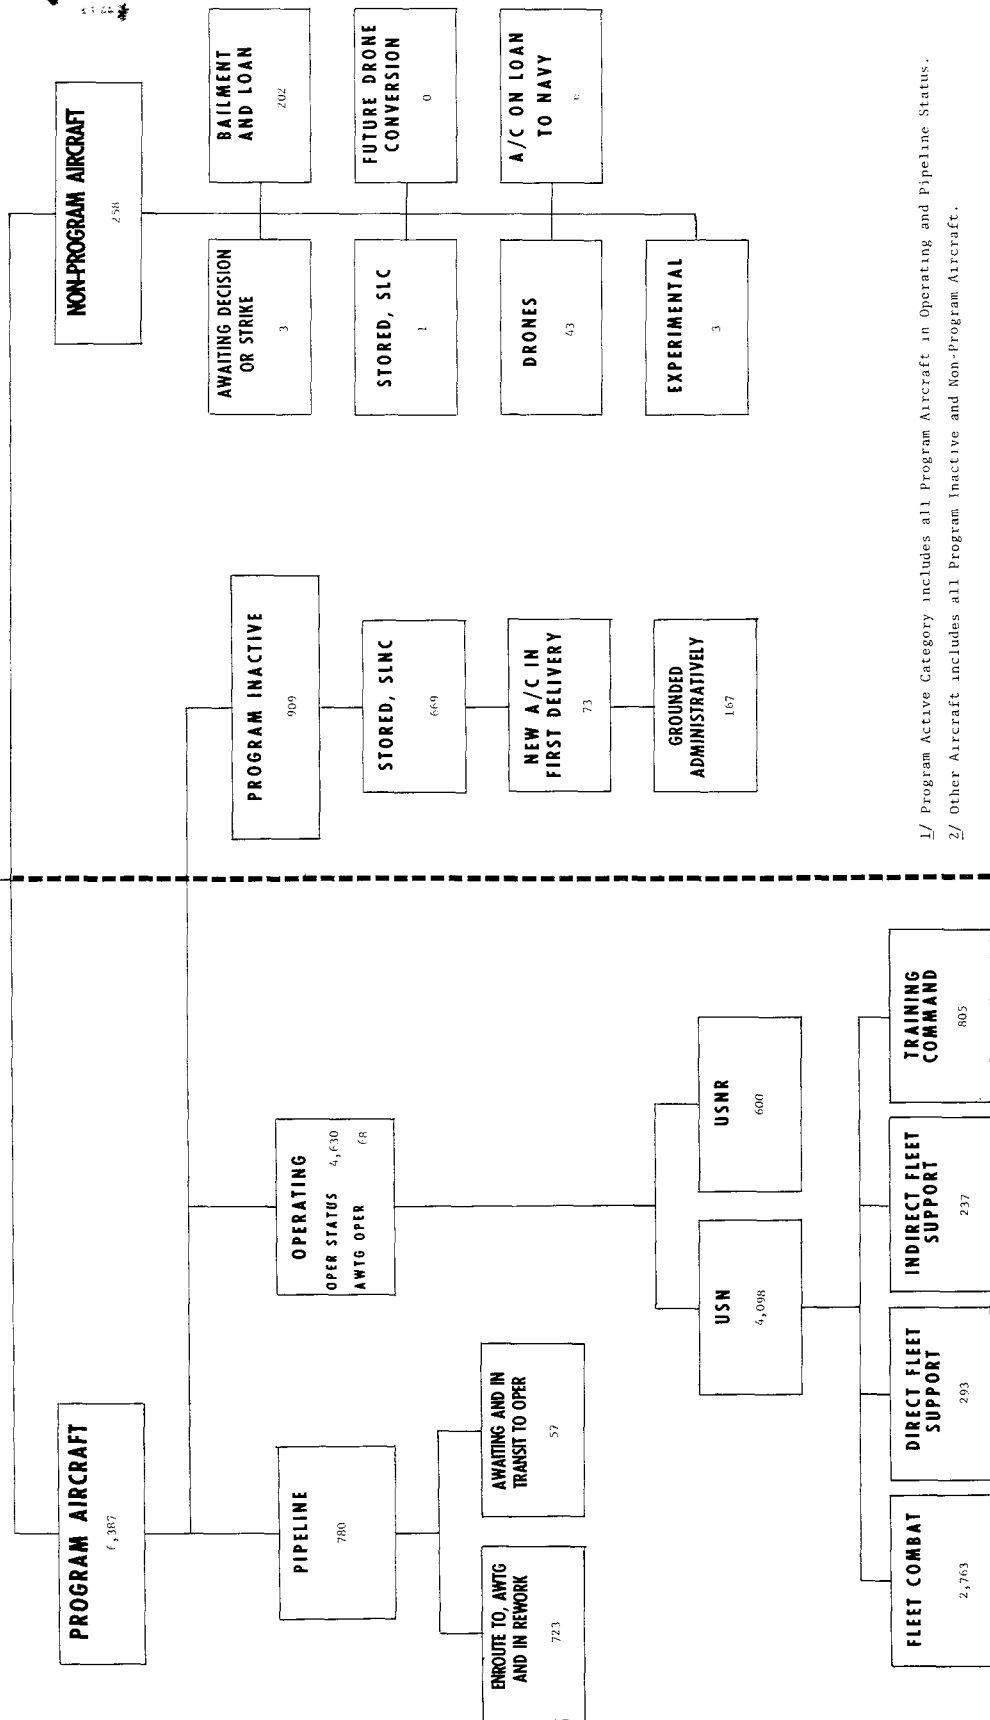 PROGRAM AIRCRAFT
6,387
NON-PROGRAM AIRCRAFT
258
PIPELINE
780
ENROUTE TO, AWTG
AND IN REWORK
723
AWAITING AND IN
TRANSIT TO OPER
57
OPERATING
OPER STATUS 4,630
AWTG OPER 68
USN
4,098
USNR
600
FLEET COMBAT
2,763
DIRECT FLEET
SUPPORT
293
INDIRECT FLEET
SUPPORT
237
TRAINING
COMMAND
805
PROGRAM INACTIVE
909
STORED, SLNC
669
NEW A/C IN
FIRST DELIVERY
73
GROUNDED
ADMINISTRATIVELY
167
AWAITING DECISION
OR STRIKE
3
BAILMENT
AND LOAN
202
STORED, SLC
1
FUTURE DRONE
CONVERSION
0
DRONES
43
A/C ON LOAN
TO NAVY
EXPERIMENTAL
3
1/ Program Active Category includes all Program Aircraft in Operating and Pipeline Status.
2/ Other Aircraft includes all Program Inactive and Non-Program Aircraft.